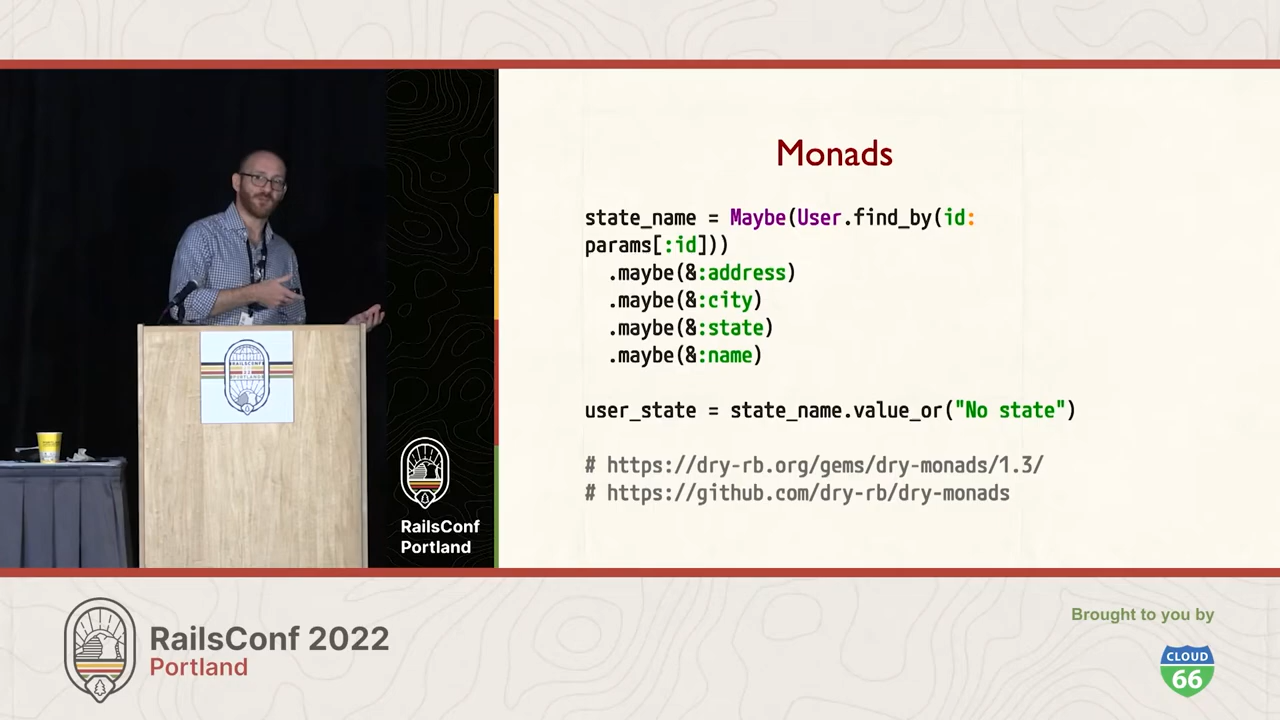 Monads
state_name = Maybe(User.find_by(id:
params[:id]))
.maybe(&:address)
.maybe(&:city)
.maybe(&:state)
.maybe(&:name)
user_state = state_name.value_or("No state")
# https://dry-rb.org/gems/dry-monads/1.3/
# https://github.com/dry-rb/dry-monads
RAILSCONF
PORTLAND
RailsConf
Portland
RailsConf 2022
Portland
Brought to you by
CLOUD
66